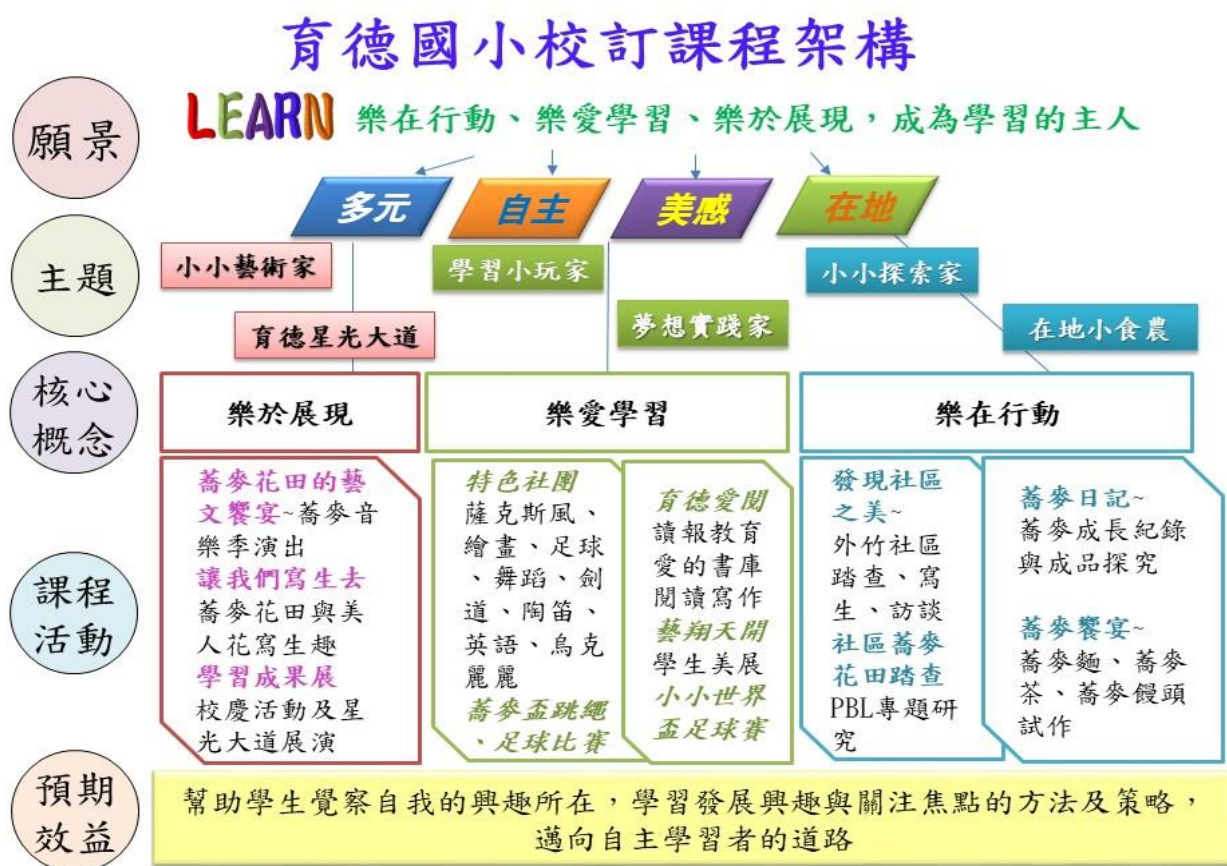 育德國小校訂課程架構
願景
LEARN 樂在行動、樂愛學習、樂於展現，成為學習的主人
多元
自主
美感
在地
主題
小小藝術家
學習小玩家
小小探索家
育德星光大道
夢想實踐家
在地小食農
核心
概念
樂於展現
樂愛學習
樂在行動
課程
活動
蕎麥花田的藝
文饗宴~蕎麥音
樂季演出
讓我們寫生去
蕎麥花田與美
人花寫生趣
學習成果展
校慶活動及星
光大道展演
特色社團
薩克斯風、
繪畫、足球
、舞蹈、劍
道、陶笛、
英語、烏克
麗麗
蕎麥盃跳繩
、足球比賽
育德愛閱
讀報教育
愛的書庫
閱讀寫作
藝翔天開
學生美展
小小世界
盃足球賽
發現社區
之美~
外竹社區
踏查、寫
生、訪談
社區蕎麥
花田踏查
PBL專題研
究
蕎麥日記~
蕎麥成長紀錄
與成品探究
蕎麥饗宴~
蕎麥麵、蕎麥
茶、蕎麥饅頭
試作
預期
效益
幫助學生覺察自我的興趣所在，學習發展興趣與關注焦點的方法及策略，
邁向自主學習者的道路